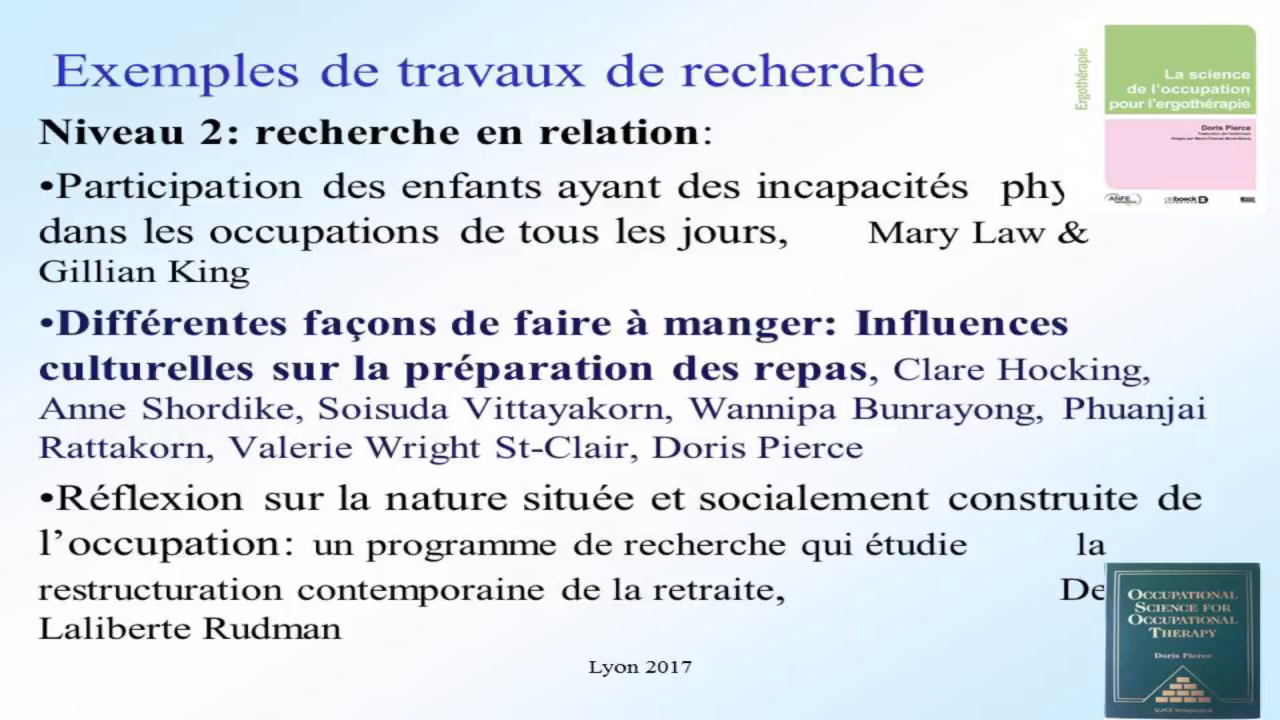 Exemples de travaux de recherche
Niveau 2: recherche en relation:
•Participation des enfants ayant des incapacités
dans les occupations de tous les jours, Mary Law &
Gillian King
•Différentes façons de faire à manger: Influences
culturelles sur la préparation des repas, Clare Hocking,
Anne Shordike, Soisuda Vittayakorn, Wannipa Bunrayong, Phuanjai
Rattakorn, Valerie Wright St-Clair, Doris Pierce
•Réflexion sur la nature située et socialement construite de
l’occupation: un programme de recherche qui étudie la
restructuration contemporaine de la retraite,
Laliberte Rudman
Lyon 2017
Ergothérapie
La science
de l'occupation
pour l'ergothérapie
Doris Pierce
ANFE
deboeck
OCCUPATIONAL
SCIENCE FOR
OCCUPATIONAL
THERAPY
Doris Pierce